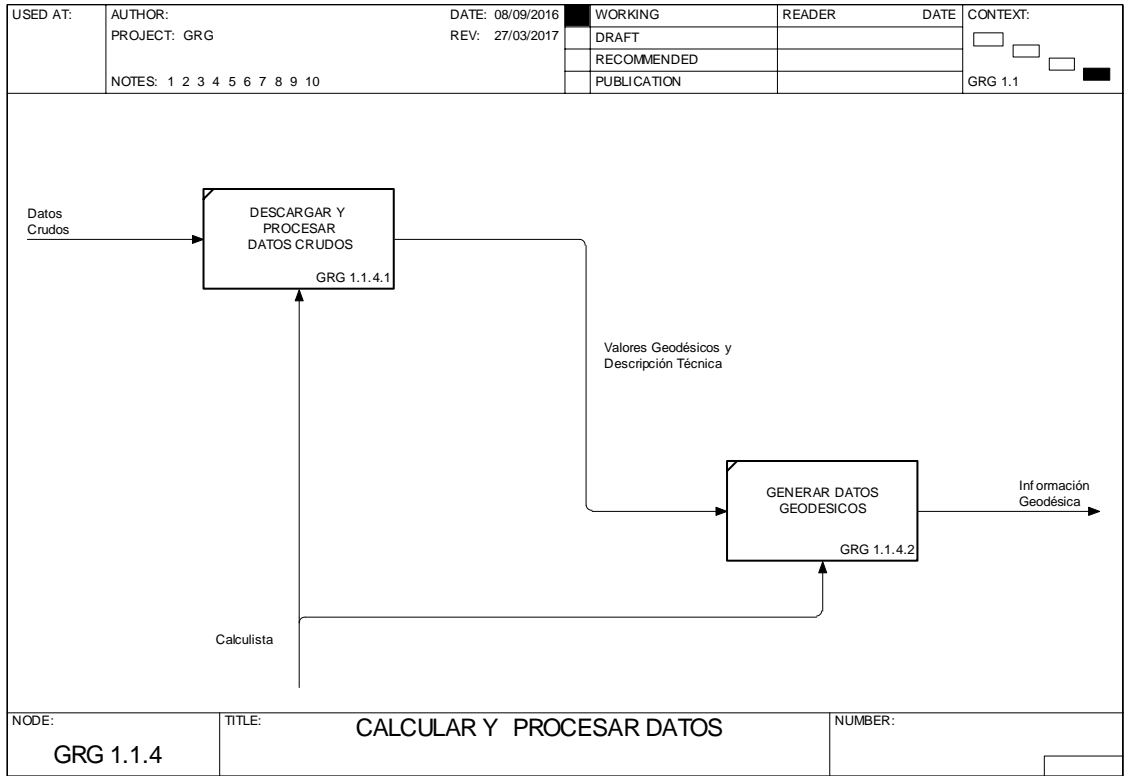 USED AT:
AUTHOR:
DATE: 08/09/2016
PROJECT: GRG
REV: 27/03/2017
NOTES: 1 2 3 4 5 6 7 8 9 10
WORKING
DRAFT
RECOMMENDED
PUBLICATION
READER DATE
CONTEXT:
GRG 1.1
Datos
Crudos
DESCARGAR Y
PROCESAR
DATOS CRUDOS
GRG 1.1.4.1
Valores Geodésicos y
Descripción Técnica
GENERAR DATOS
GEODESICOS
GRG 1.1.4.2
Información
Geodésica
Calculista
NODE:
GRG 1.1.4
TITLE:
CALCULAR Y PROCESAR DATOS
NUMBER: